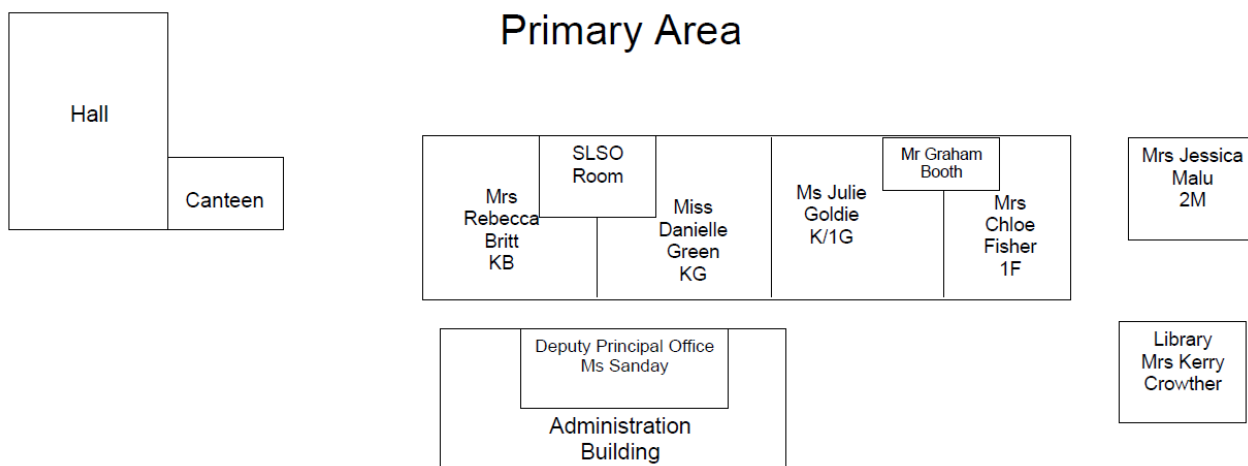 Primary Area
Hall
Canteen
Mrs
Rebecca
Britt
KB
SLSO
Room
Miss
Danielle
Green
KG
Ms Julie
Goldie
K/1G
Mr Graham
Booth
Mrs
Chloe
Fisher
1F
Mrs Jessica
Malu
2M
Deputy Principal Office
Ms Sanday
Administration
Building
Library
Mrs Kerry
Crowther